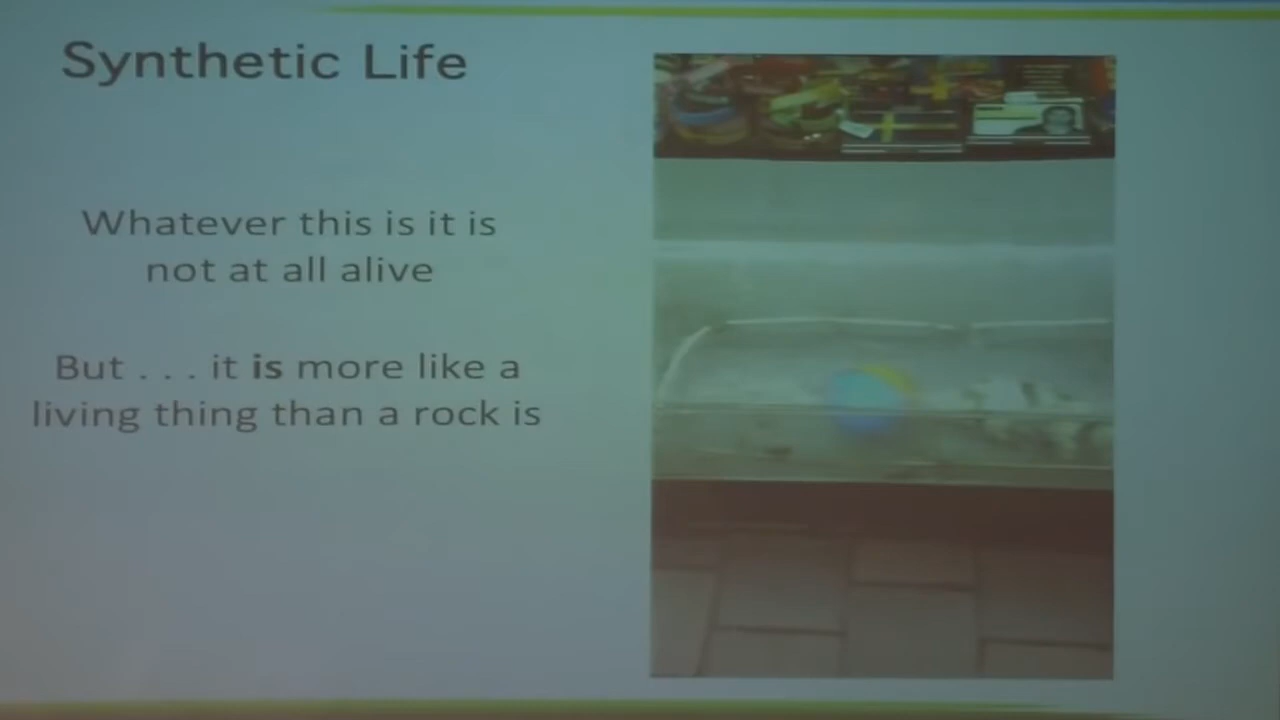 Synthetic Life
Whatever this is it is
not at all alive
But . . . it is more like a
living thing than a rock is